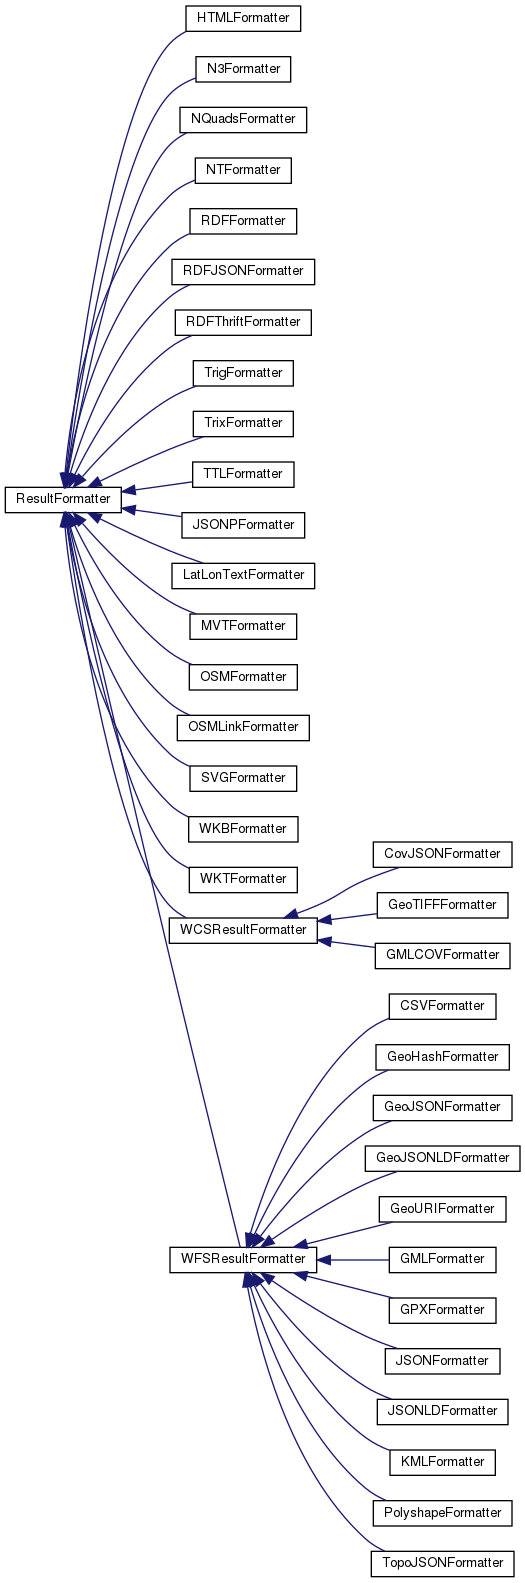 HTMLFormatter
N3Formatter
NQuadsFormatter
NTFormatter
RDFFormatter
RDFJSONFormatter
RDFThriftFormatter
TrigFormatter
TrixFormatter
TTLFormatter
ResultFormatter
JSONPFormatter
LatLonTextFormatter
MVTFormatter
OSMFormatter
OSMLinkFormatter
SVGFormatter
WKBFormatter
WKTFormatter
WCSResultFormatter
CovJSONFormatter
GeoTIFFFormatter
GMLCOVFormatter
CSVFormatter
GeoHashFormatter
GeoJSONFormatter
GeoJSONLDFormatter
GeoURIFormatter
WFSResultFormatter
GMLFormatter
GPXFormatter
JSONFormatter
JSONLDFormatter
KMLFormatter
PolyshapeFormatter
TopoJSONFormatter